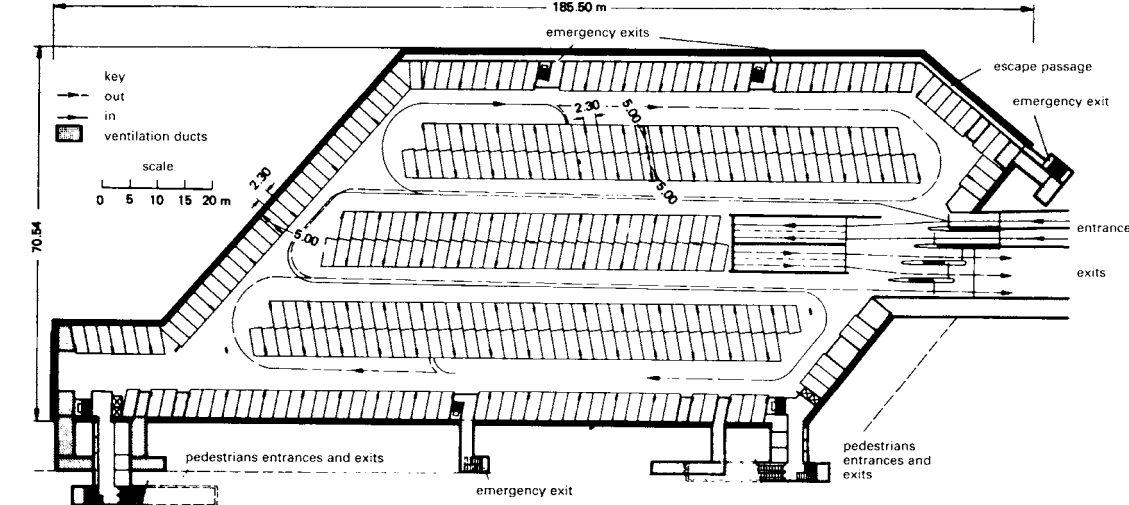 185.50 m
emergency exits
key
out
in
ventilation ducts
scale
0 5 10 15 20 m
escape passage
emergency exit
2.30
5.00
5.00
2.30
5.00
70.54
entrance
exits
pedestrians entrances and exits
emergency exit
pedestrians
entrances and
exits